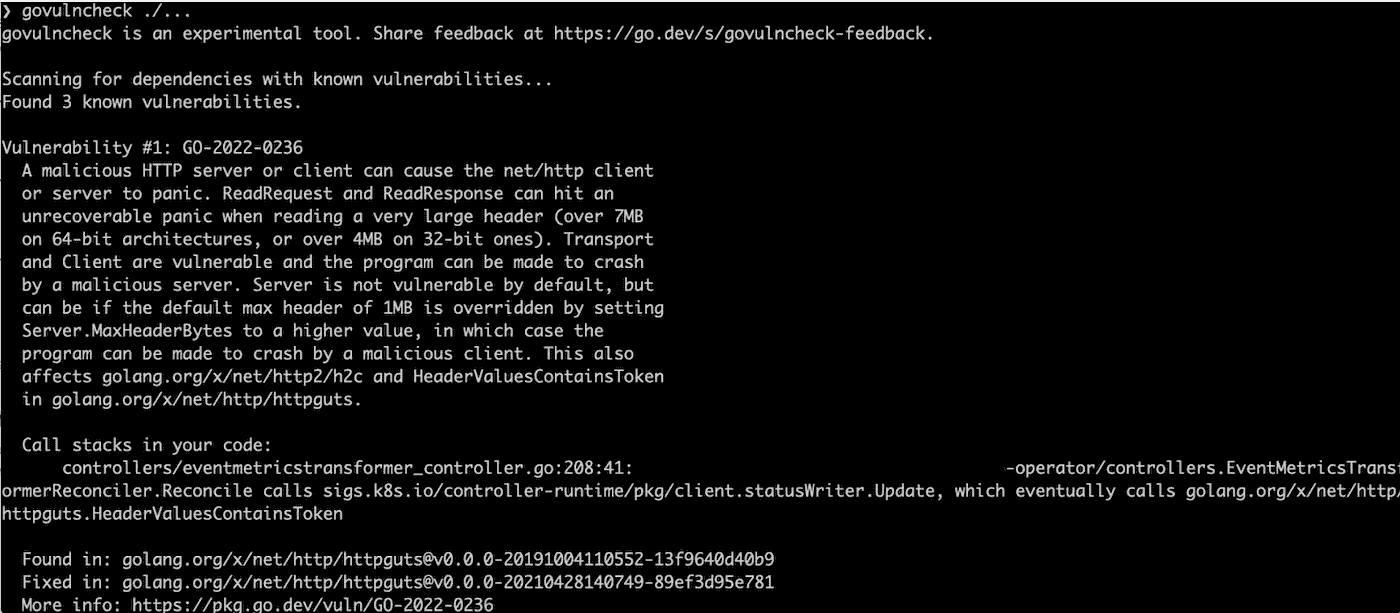 ❯ govulncheck ./...
govulncheck is an experimental tool. Share feedback at https://go.dev/s/govulncheck-feedback.
Scanning for dependencies with known vulnerabilities...
Found 3 known vulnerabilities.
Vulnerability #1: GO-2022-0236
A malicious HTTP server or client can cause the net/http client
or server to panic. ReadRequest and ReadResponse can hit an
unrecoverable panic when reading a very large header (over 7MB
on 64-bit architectures, or over 4MB on 32-bit ones). Transport
and Client are vulnerable and the program can be made to crash
by a malicious server. Server is not vulnerable by default, but
can be if the default max header of 1MB is overridden by setting
Server.MaxHeaderBytes to a higher value, in which case the
program can be made to crash by a malicious client. This also
affects golang.org/x/net/http2/h2c and HeaderValuesContainsToken
in golang.org/x/net/http/httpguts.
Call stacks in your code:
controllers/eventmetricstransformer_controller.go:208:41: -operator/controllers.EventMetricsTransf
ormerReconciler.Reconcile calls sigs.k8s.io/controller-runtime/pkg/client.statusWriter.Update, which eventually calls golang.org/x/net/http/
httpguts.HeaderValuesContainsToken
Found in: golang.org/x/net/http/httpguts@v0.0.0-20191004110552-13f9640d40b9
Fixed in: golang.org/x/net/http/httpguts@v0.0.0-20210428140749-89ef3d95e781
More info: https://pkg.go.dev/vuln/GO-2022-0236